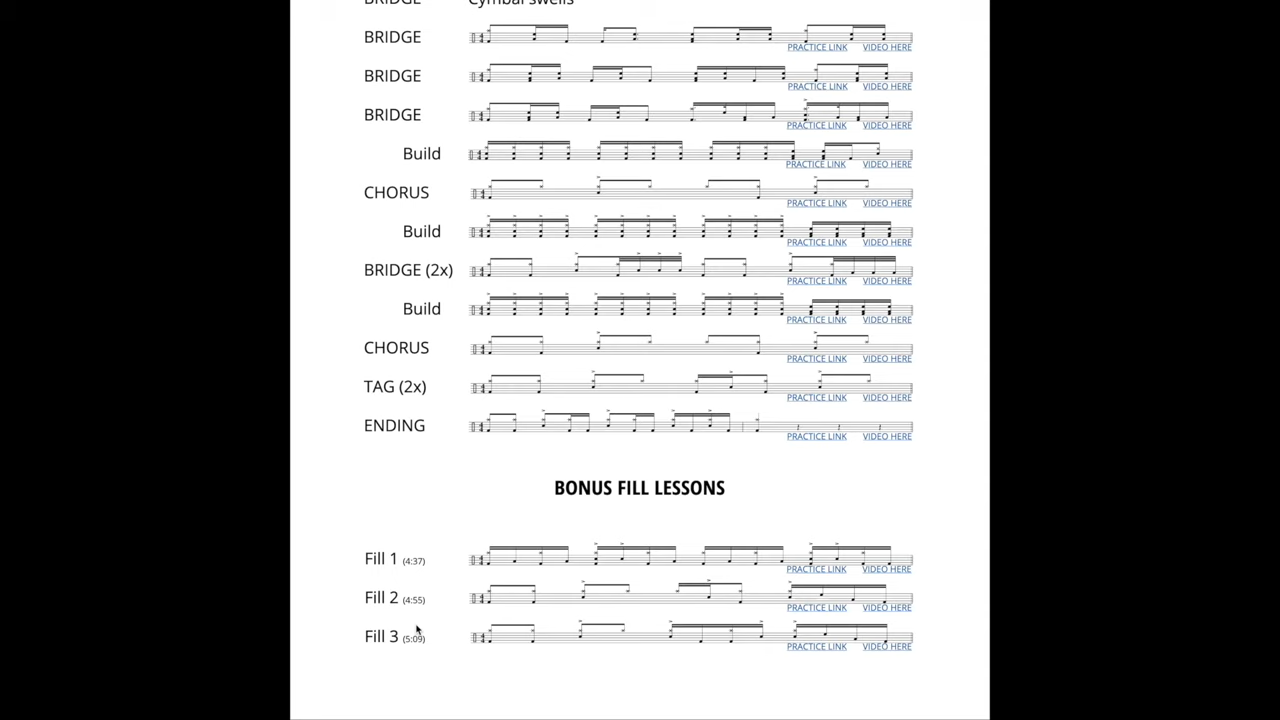 BRIDGE Cymbal swells
BRIDGE
PRACTICE LINK VIDEO HERE
BRIDGE
PRACTICE LINK VIDEO HERE
BRIDGE
PRACTICE LINK VIDEO HERE
Build
PRACTICE LINK VIDEO HERE
CHORUS
PRACTICE LINK VIDEO HERE
Build
PRACTICE LINK VIDEO HERE
BRIDGE (2x)
PRACTICE LINK VIDEO HERE
Build
PRACTICE LINK VIDEO HERE
CHORUS
PRACTICE LINK VIDEO HERE
TAG (2x)
PRACTICE LINK VIDEO HERE
ENDING
PRACTICE LINK VIDEO HERE
BONUS FILL LESSONS
Fill 1 (4:37)
PRACTICE LINK VIDEO HERE
Fill 2 (4:55)
PRACTICE LINK VIDEO HERE
Fill 3 (5:09)
PRACTICE LINK VIDEO HERE